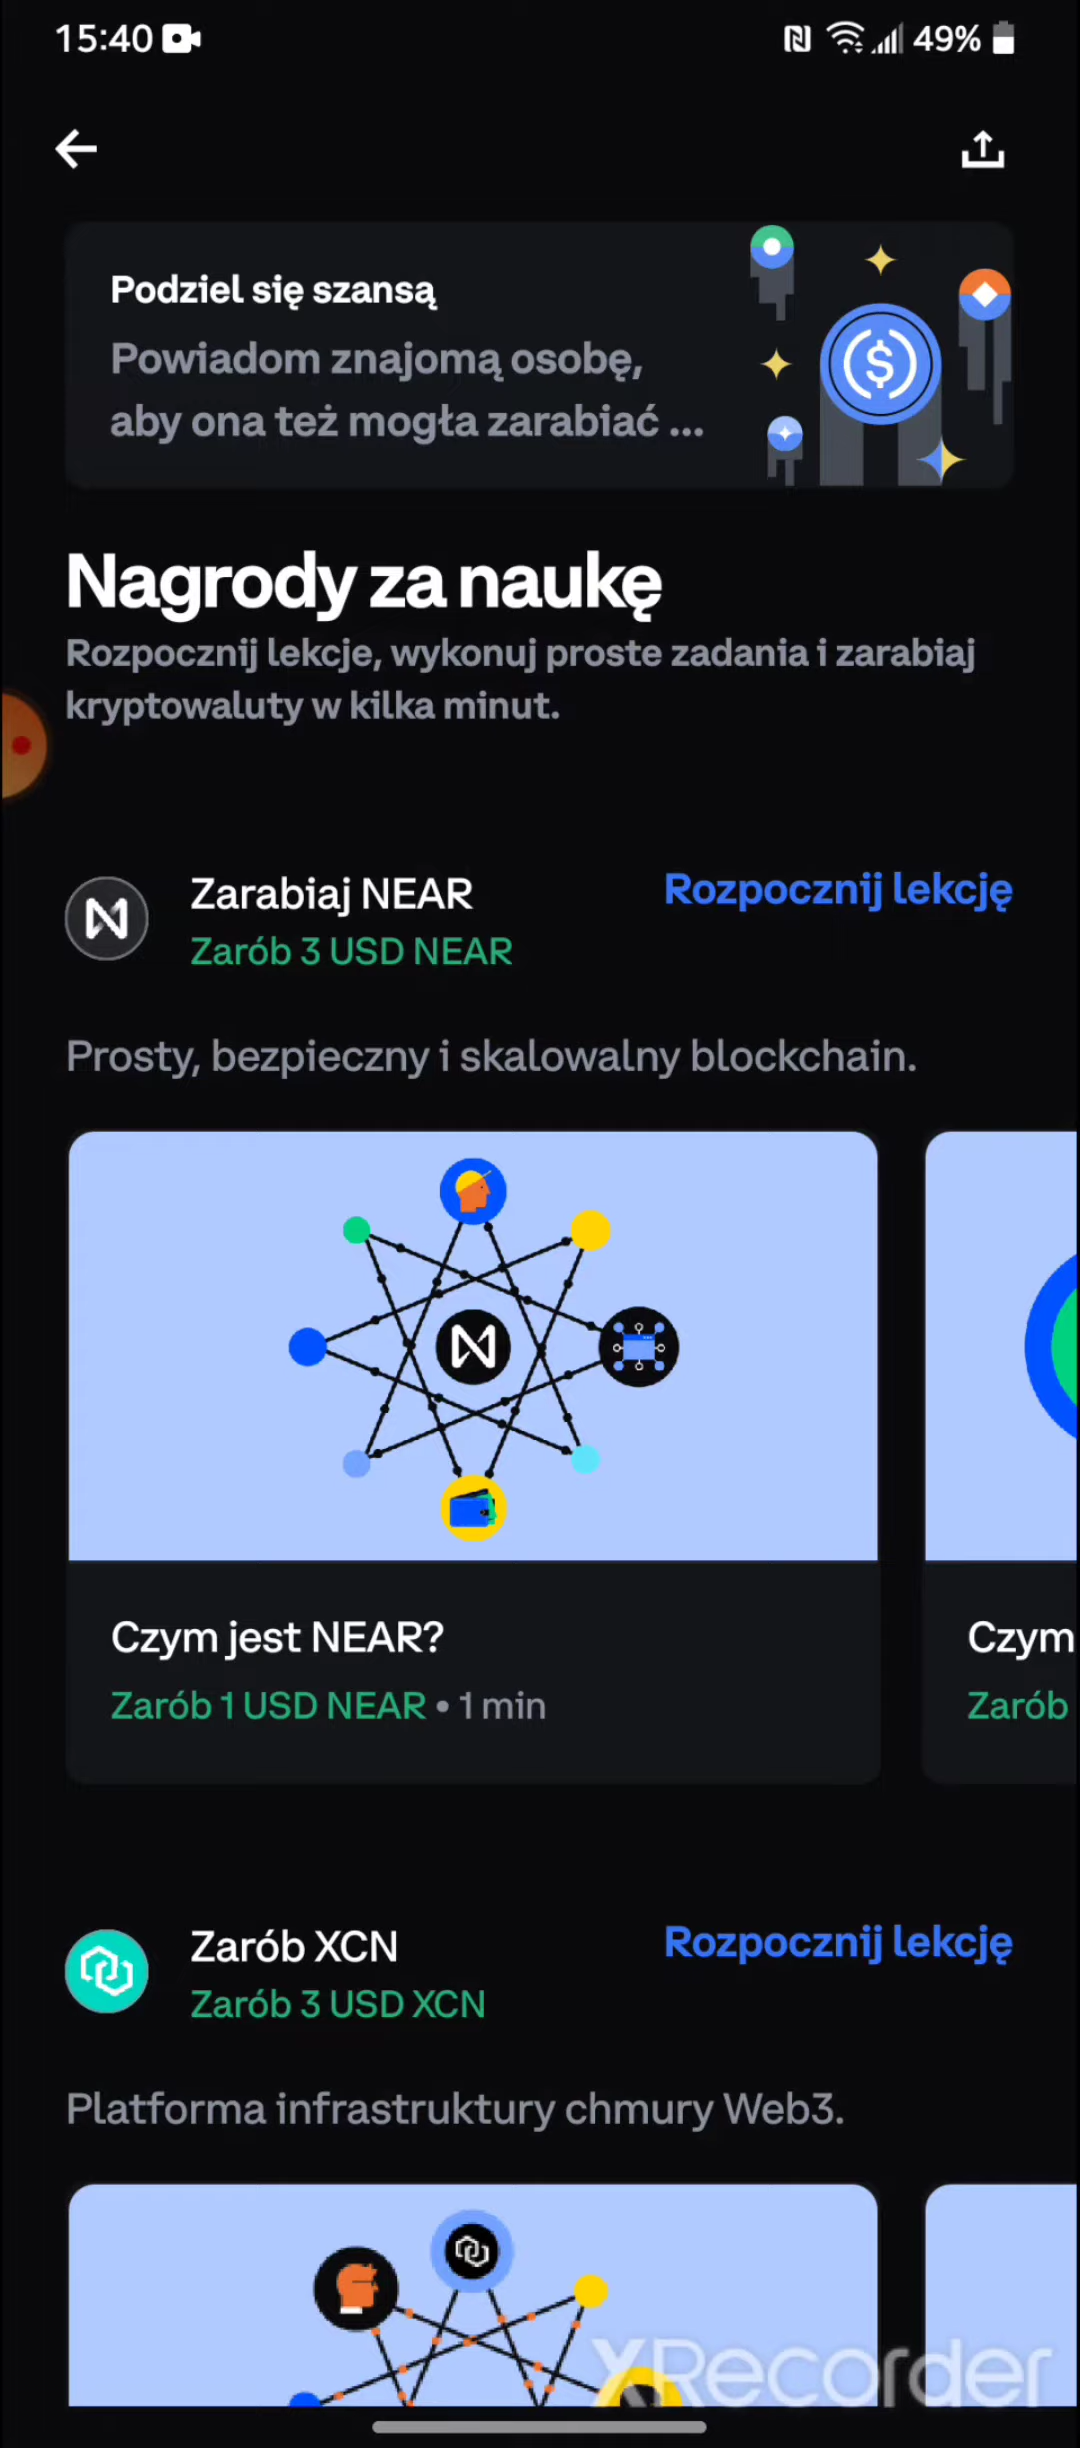 15:40
49%
Podziel się szansą
Powiadom znajomą osobę,
aby ona też mogła zarabiać ...
Nagrody za naukę
Rozpocznij lekcje, wykonuj proste zadania i zarabiaj
kryptowaluty w kilka minut.
Zarabiaj NEAR
Rozpocznij lekcję
Zarób 3 USD NEAR
Prosty, bezpieczny i skalowalny blockchain.
Czym jest NEAR?
Zarób 1 USD NEAR • 1 min
Czym
Zarób
Zarób XCN
Rozpocznij lekcję
Zarób 3 USD XCN
Platforma infrastruktury chmury Web3.
XRecorder